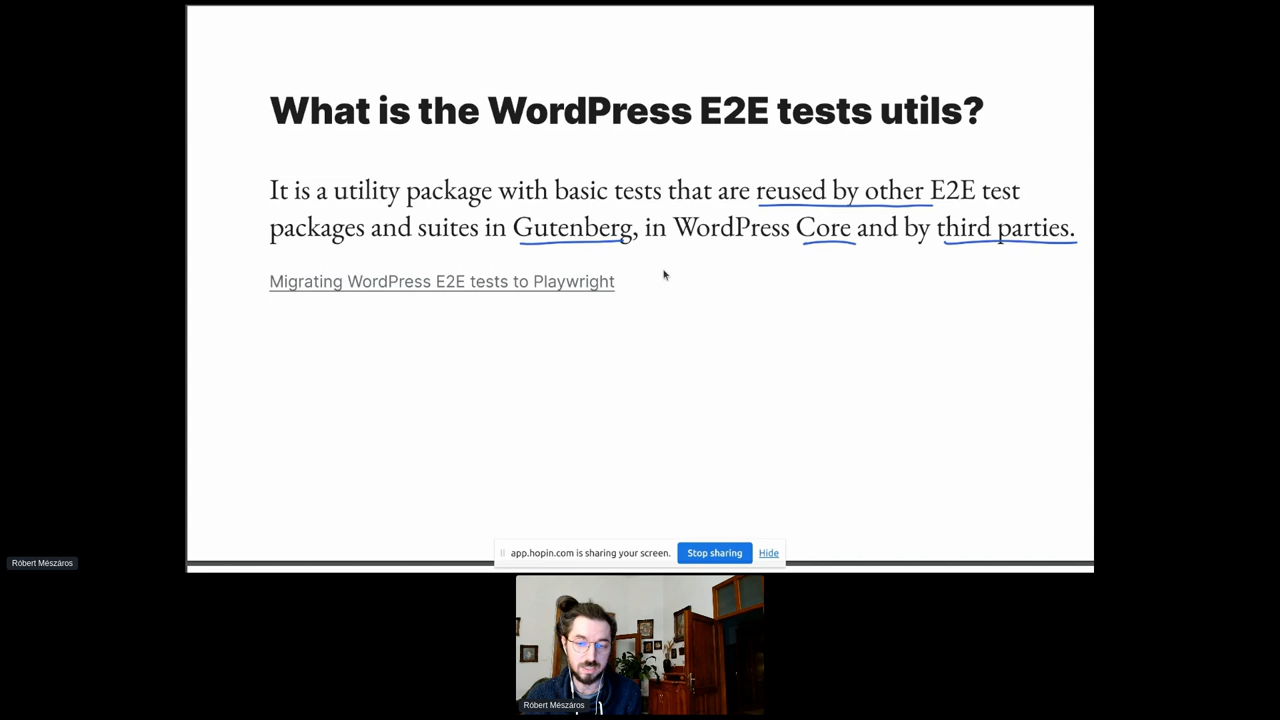 What is the WordPress E2E tests utils?
It is a utility package with basic tests that are reused by other E2E test
packages and suites in Gutenberg, in WordPress Core and by third parties.
Migrating WordPress E2E tests to Playwright
app.hopin.com is sharing your screen. Stop sharing Hide
Róbert Mészáros
Róbert Mészáros